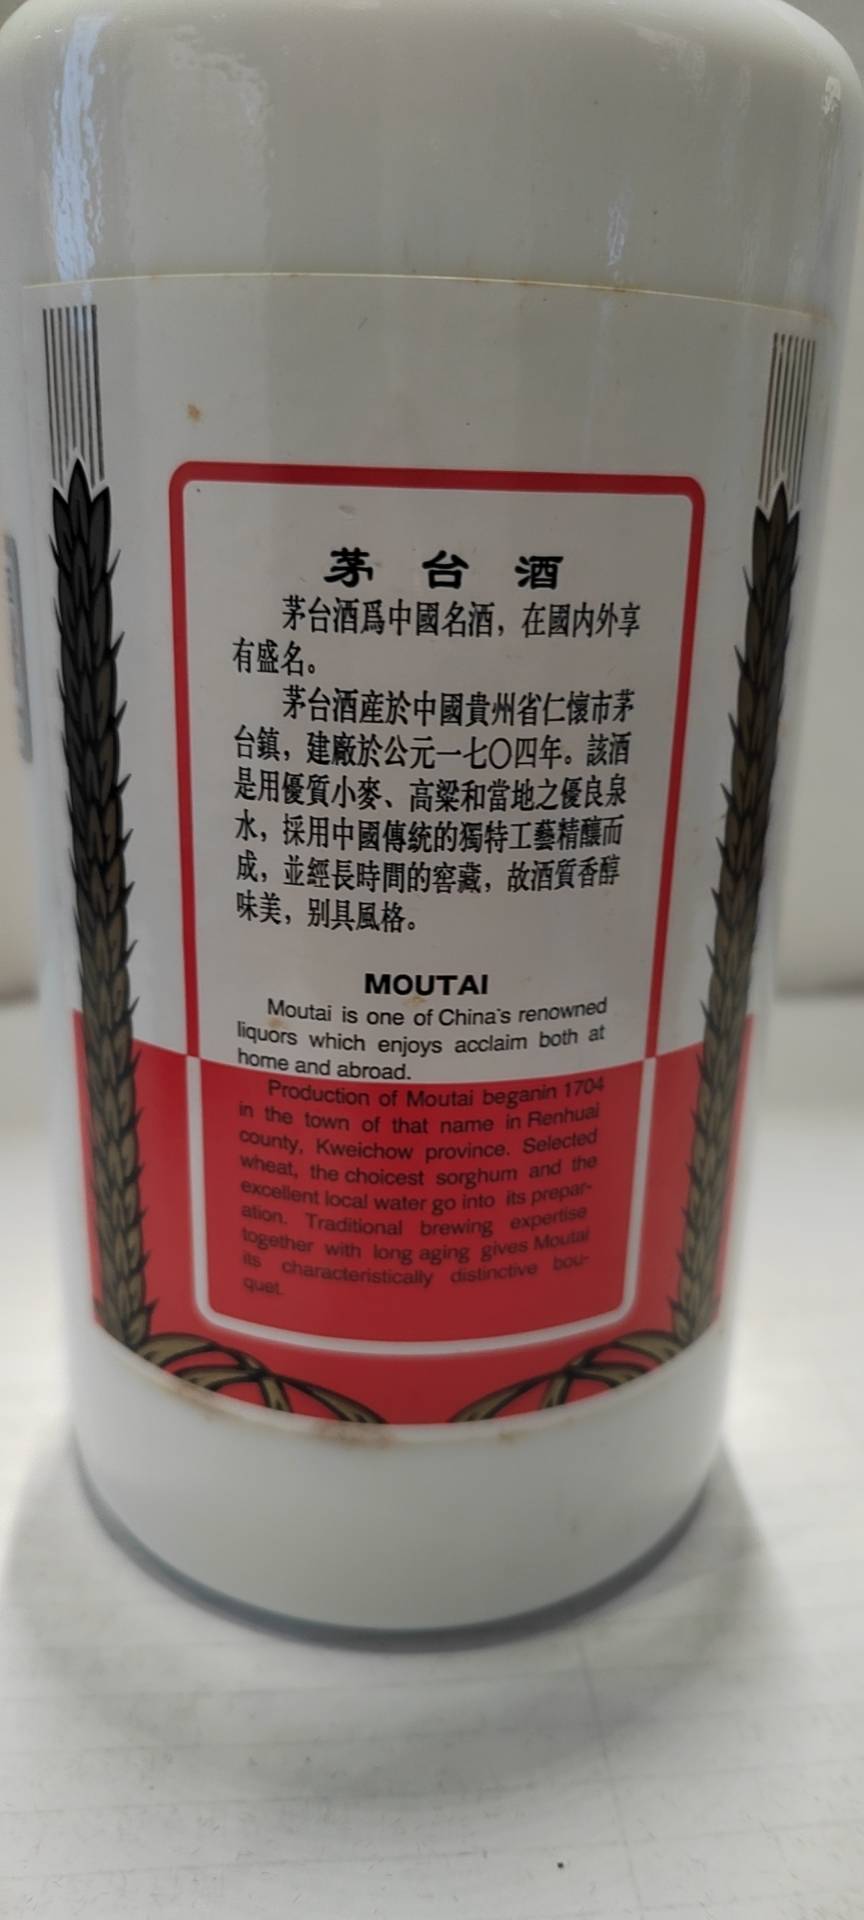 茅台酒
茅台酒爲中國名酒，在國内外享
有盛名。
茅台酒産於中國貴州省仁懷市茅
台鎮，建廠於公元一七〇四年。該酒
是用優質小麥、高粱和當地之優良泉
水，採用中國傳統的獨特工藝精釀而
成，並經長時間的窖藏，故酒質香醇
味美，别具風格。
MOUTAI
Moutai is one of China's renowned
liquors which enjoys acclaim both at
home and abroad.
Production of Moutai beganin 1704
in the town of that name in Renhuai
county, Kweichow province. Selected
wheat, the choicest sorghum and the
excellent local water go into its prepar-
ation. Traditional brewing expertise
together with long aging gives Moutai
its characteristically distinctive bou-
quet.